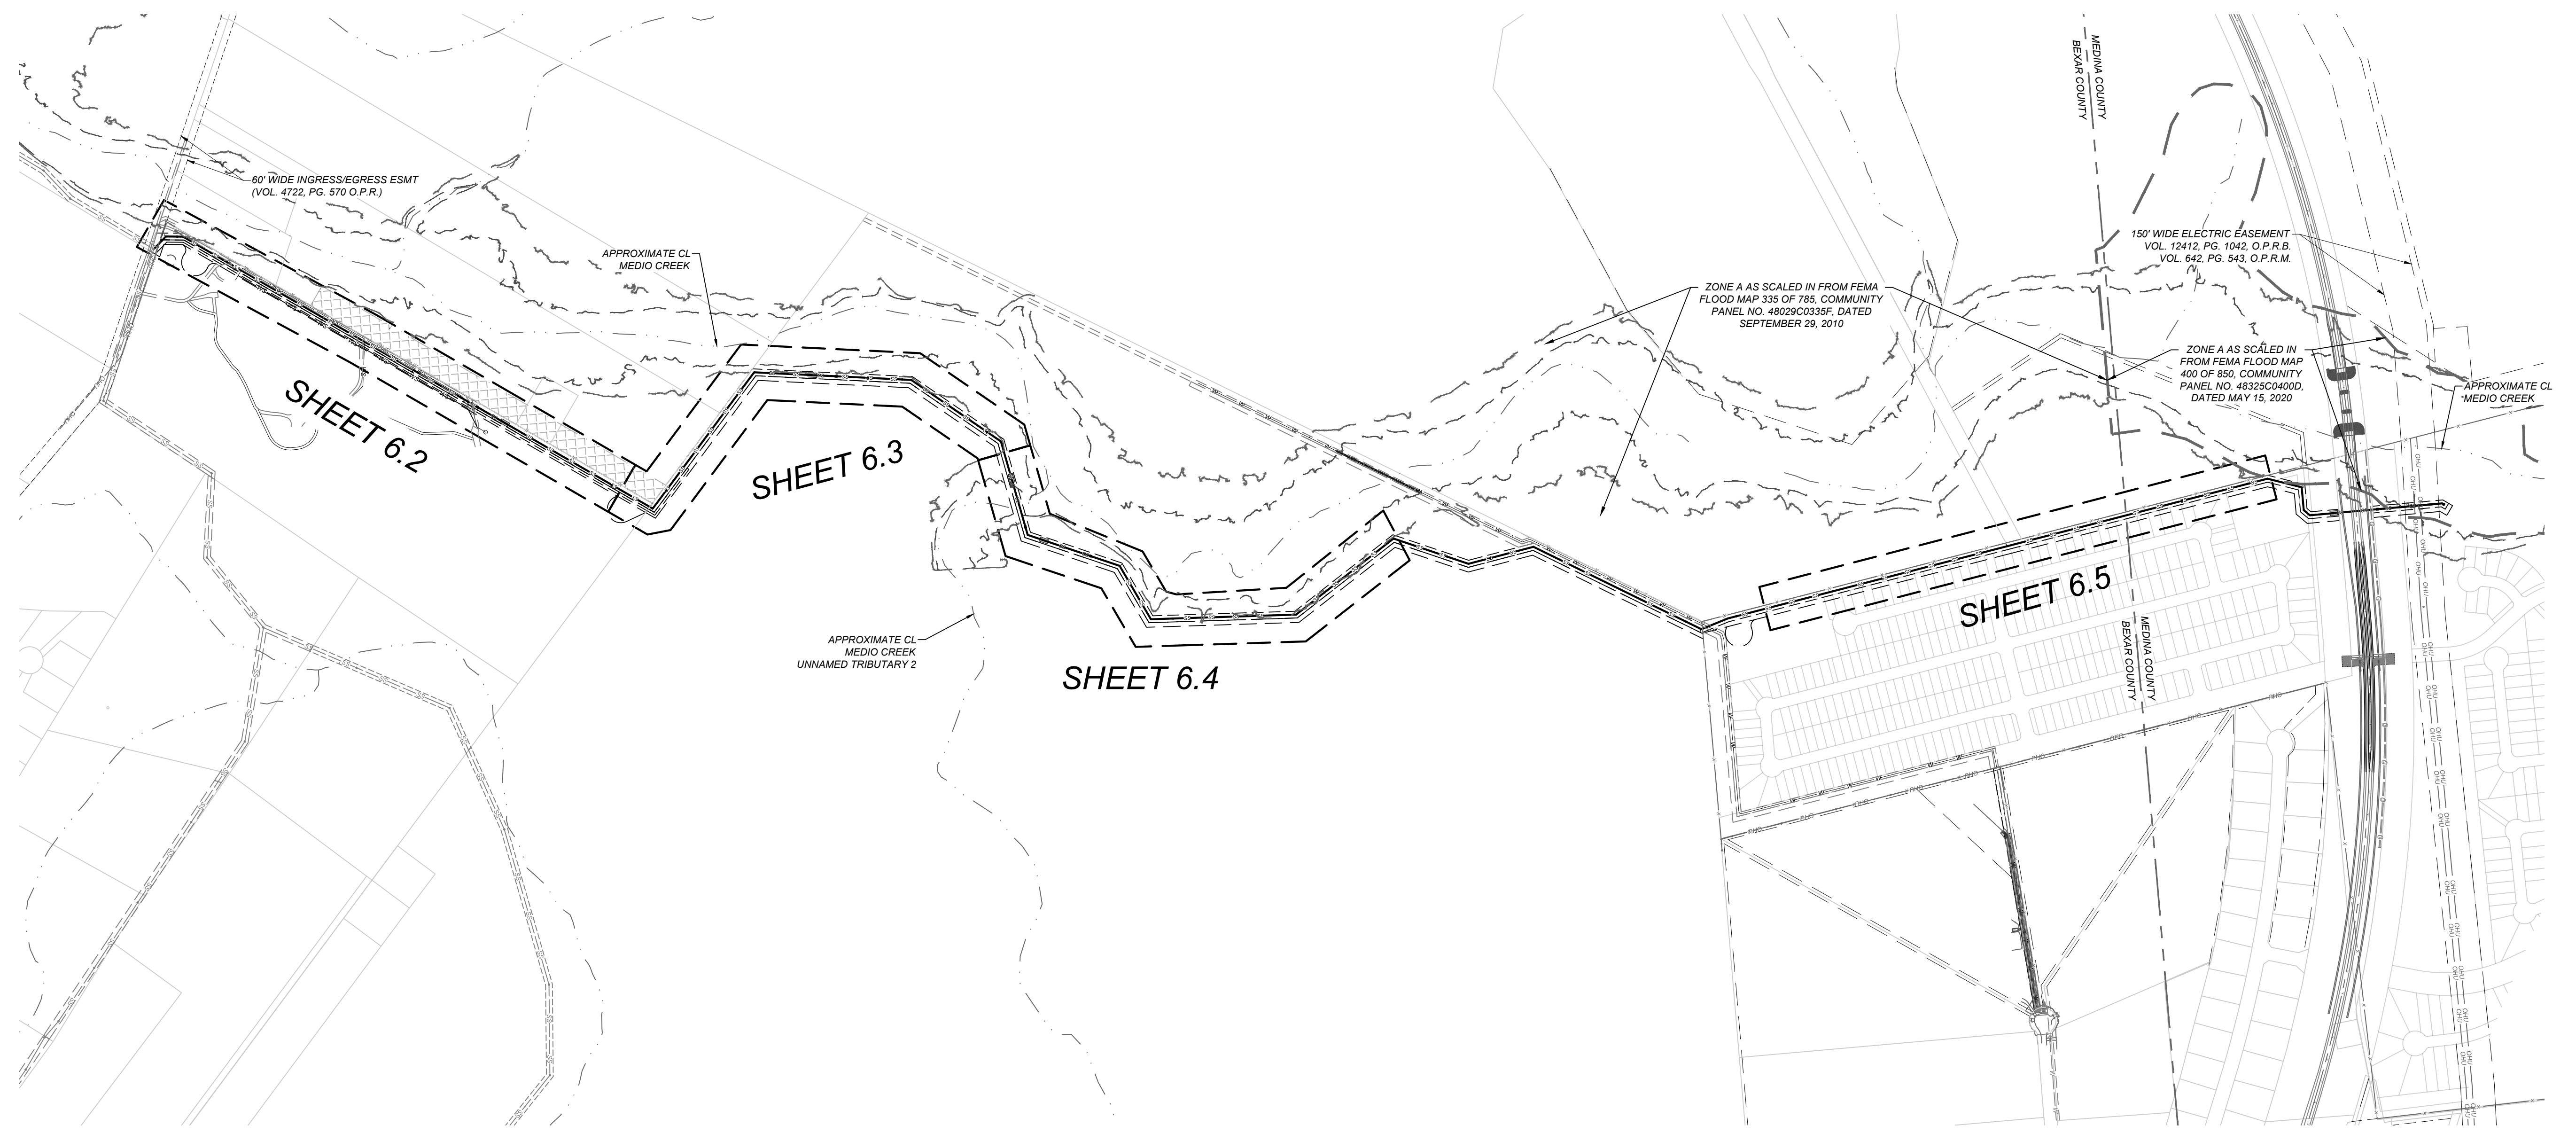 MEDINA COUNTY
BEXAR COUNTY
60' WIDE INGRESS/EGRESS ESMT
(VOL. 4722, PG. 570 O.P.R.)
APPROXIMATE CL
MEDIO CREEK
150' WIDE ELECTRIC EASEMENT
VOL. 12412, PG. 1042, O.P.R.B.
VOL. 642, PG. 543, O.P.R.M.
ZONE A AS SCALED IN FROM FEMA
FLOOD MAP 335 OF 785, COMMUNITY
PANEL NO. 48029C0335F, DATED
SEPTEMBER 29, 2010
ZONE A AS SCALED IN
FROM FEMA FLOOD MAP
400 OF 850, COMMUNITY
PANEL NO. 48325C0400D,
DATED MAY 15, 2020
APPROXIMATE CL
MEDIO CREEK
SHEET 6.2
SHEET 6.3
SHEET 6.4
SHEET 6.5
APPROXIMATE CL
MEDIO CREEK
UNNAMED TRIBUTARY 2
MEDINA COUNTY
BEXAR COUNTY